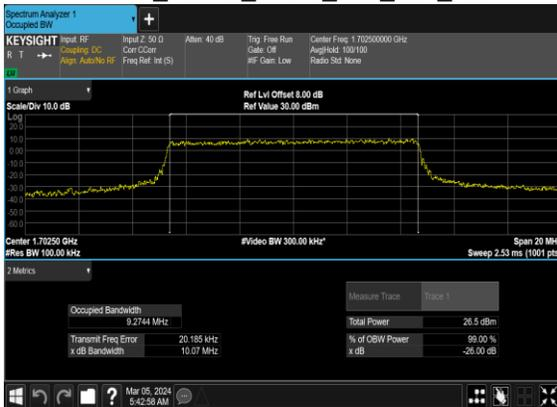 Spectrum Analyzer 1
Occupied BW
KEYSIGHT Input: RF Input Z: 50 Ω Atten: 40 dB Trig: Free Run Center Freq: 1.702500000 GHz
Coupling: DC Corr CCorr Gate: Off Avg|Hold: 100/100
R T Align: Auto/No RF Freq Ref: Int (S) #IF Gain: Low Radio Std: None
1 Graph
Ref Lvl Offset 8.00 dB
Scale/Div 10.0 dB Ref Value 30.00 dBm
Log
20.0
10.0
0.00
-10.0
-20.0
-30.0
-40.0
-50.0
-60.0
Center 1.70250 GHz #Video BW 300.00 kHz* Span 20 MH
#Res BW 100.00 kHz Sweep 2.53 ms (1001 pts
2 Metrics
Measure Trace Trace 1
Occupied Bandwidth
9.2744 MHz Total Power 26.5 dBm
Transmit Freq Error 20.185 kHz % of OBW Power 99.00 %
x dB Bandwidth 10.07 MHz x dB -26.00 dB
? Mar 05, 2024
5:42:58 AM